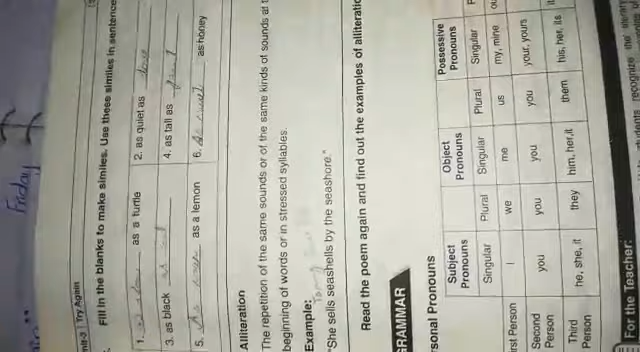 Friday
Unit-3 | Try Again
Fill in the blanks to make similes. Use these similes in sentence
1. as slow as a turtle 2. as quiet as
3. as black 4. as tall as
5. as a lemon 6. as honey
Alliteration
The repetition of the same sounds or of the same kinds of sounds at t
beginning of words or in stressed syllables.
Example:
"She sells seashells by the seashore."
Read the poem again and find out the examples of alliteratio
GRAMMAR
rsonal Pronouns
Subject Pronouns Object Pronouns Possessive Pronouns
Singular Plural Singular Plural Singular P
rst Person I we me us my, mine ou
Second Person you you you you your, yours
Third Person he, she, it they him, her,it them his, her, its
For the Teacher:
recognize the